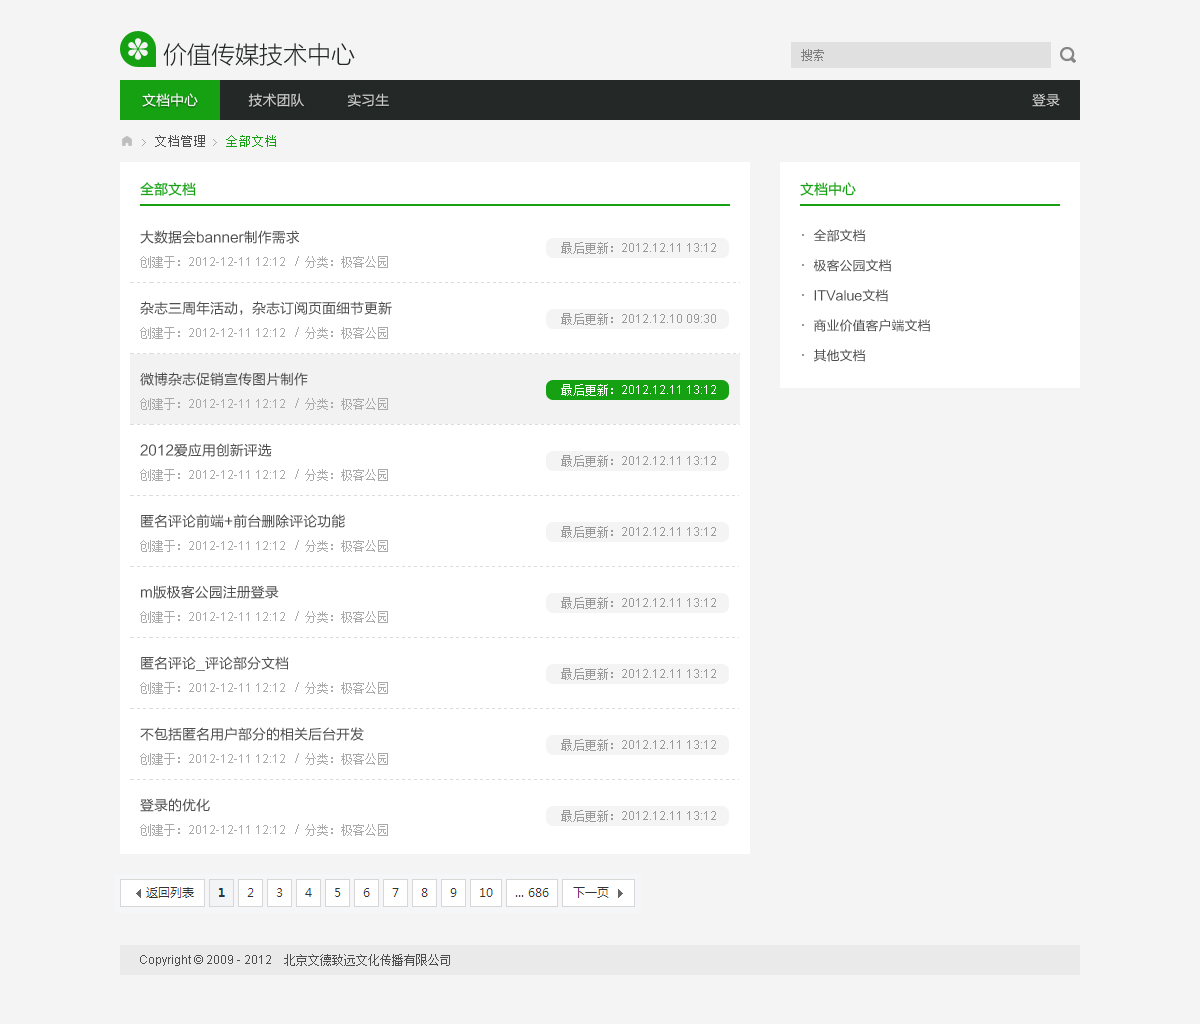 价值传媒技术中心
搜索
文档中心 技术团队 实习生 登录
文档管理 全部文档
全部文档
大数据会banner制作需求
创建于：2012-12-11 12:12 / 分类：极客公园
最后更新：2012.12.11 13:12
杂志三周年活动，杂志订阅页面细节更新
创建于：2012-12-11 12:12 / 分类：极客公园
最后更新：2012.12.10 09:30
微博杂志促销宣传图片制作
创建于：2012-12-11 12:12 / 分类：极客公园
最后更新：2012.12.11 13:12
2012爱应用创新评选
创建于：2012-12-11 12:12 / 分类：极客公园
最后更新：2012.12.11 13:12
匿名评论前端+前台删除评论功能
创建于：2012-12-11 12:12 / 分类：极客公园
最后更新：2012.12.11 13:12
m版极客公园注册登录
创建于：2012-12-11 12:12 / 分类：极客公园
最后更新：2012.12.11 13:12
匿名评论_评论部分文档
创建于：2012-12-11 12:12 / 分类：极客公园
最后更新：2012.12.11 13:12
不包括匿名用户部分的相关后台开发
创建于：2012-12-11 12:12 / 分类：极客公园
最后更新：2012.12.11 13:12
登录的优化
创建于：2012-12-11 12:12 / 分类：极客公园
最后更新：2012.12.11 13:12
文档中心
· 全部文档
· 极客公园文档
· ITValue文档
· 商业价值客户端文档
· 其他文档
返回列表 1 2 3 4 5 6 7 8 9 10 ... 686 下一页
Copyright © 2009 - 2012 北京文德致远文化传播有限公司